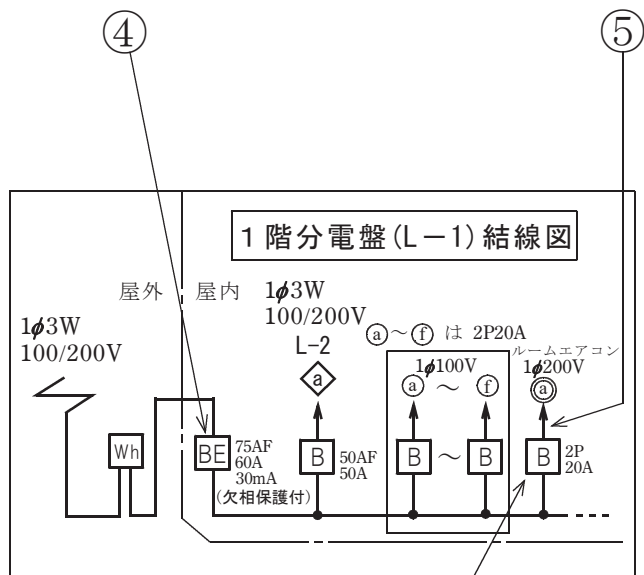 ④
⑤
1階分電盤(L－1)結線図
屋外 屋内
1φ3W
100/200V
1φ3W
100/200V
L-2
a
ⓐ～ⓕ は 2P20A
ルームエアコン
1φ100V
ⓐ ～ ⓕ
1φ200V
ⓐ
Wh
BE
75AF
60A
30mA
(欠相保護付)
B
50AF
50A
B ～ B
B
2P
20A